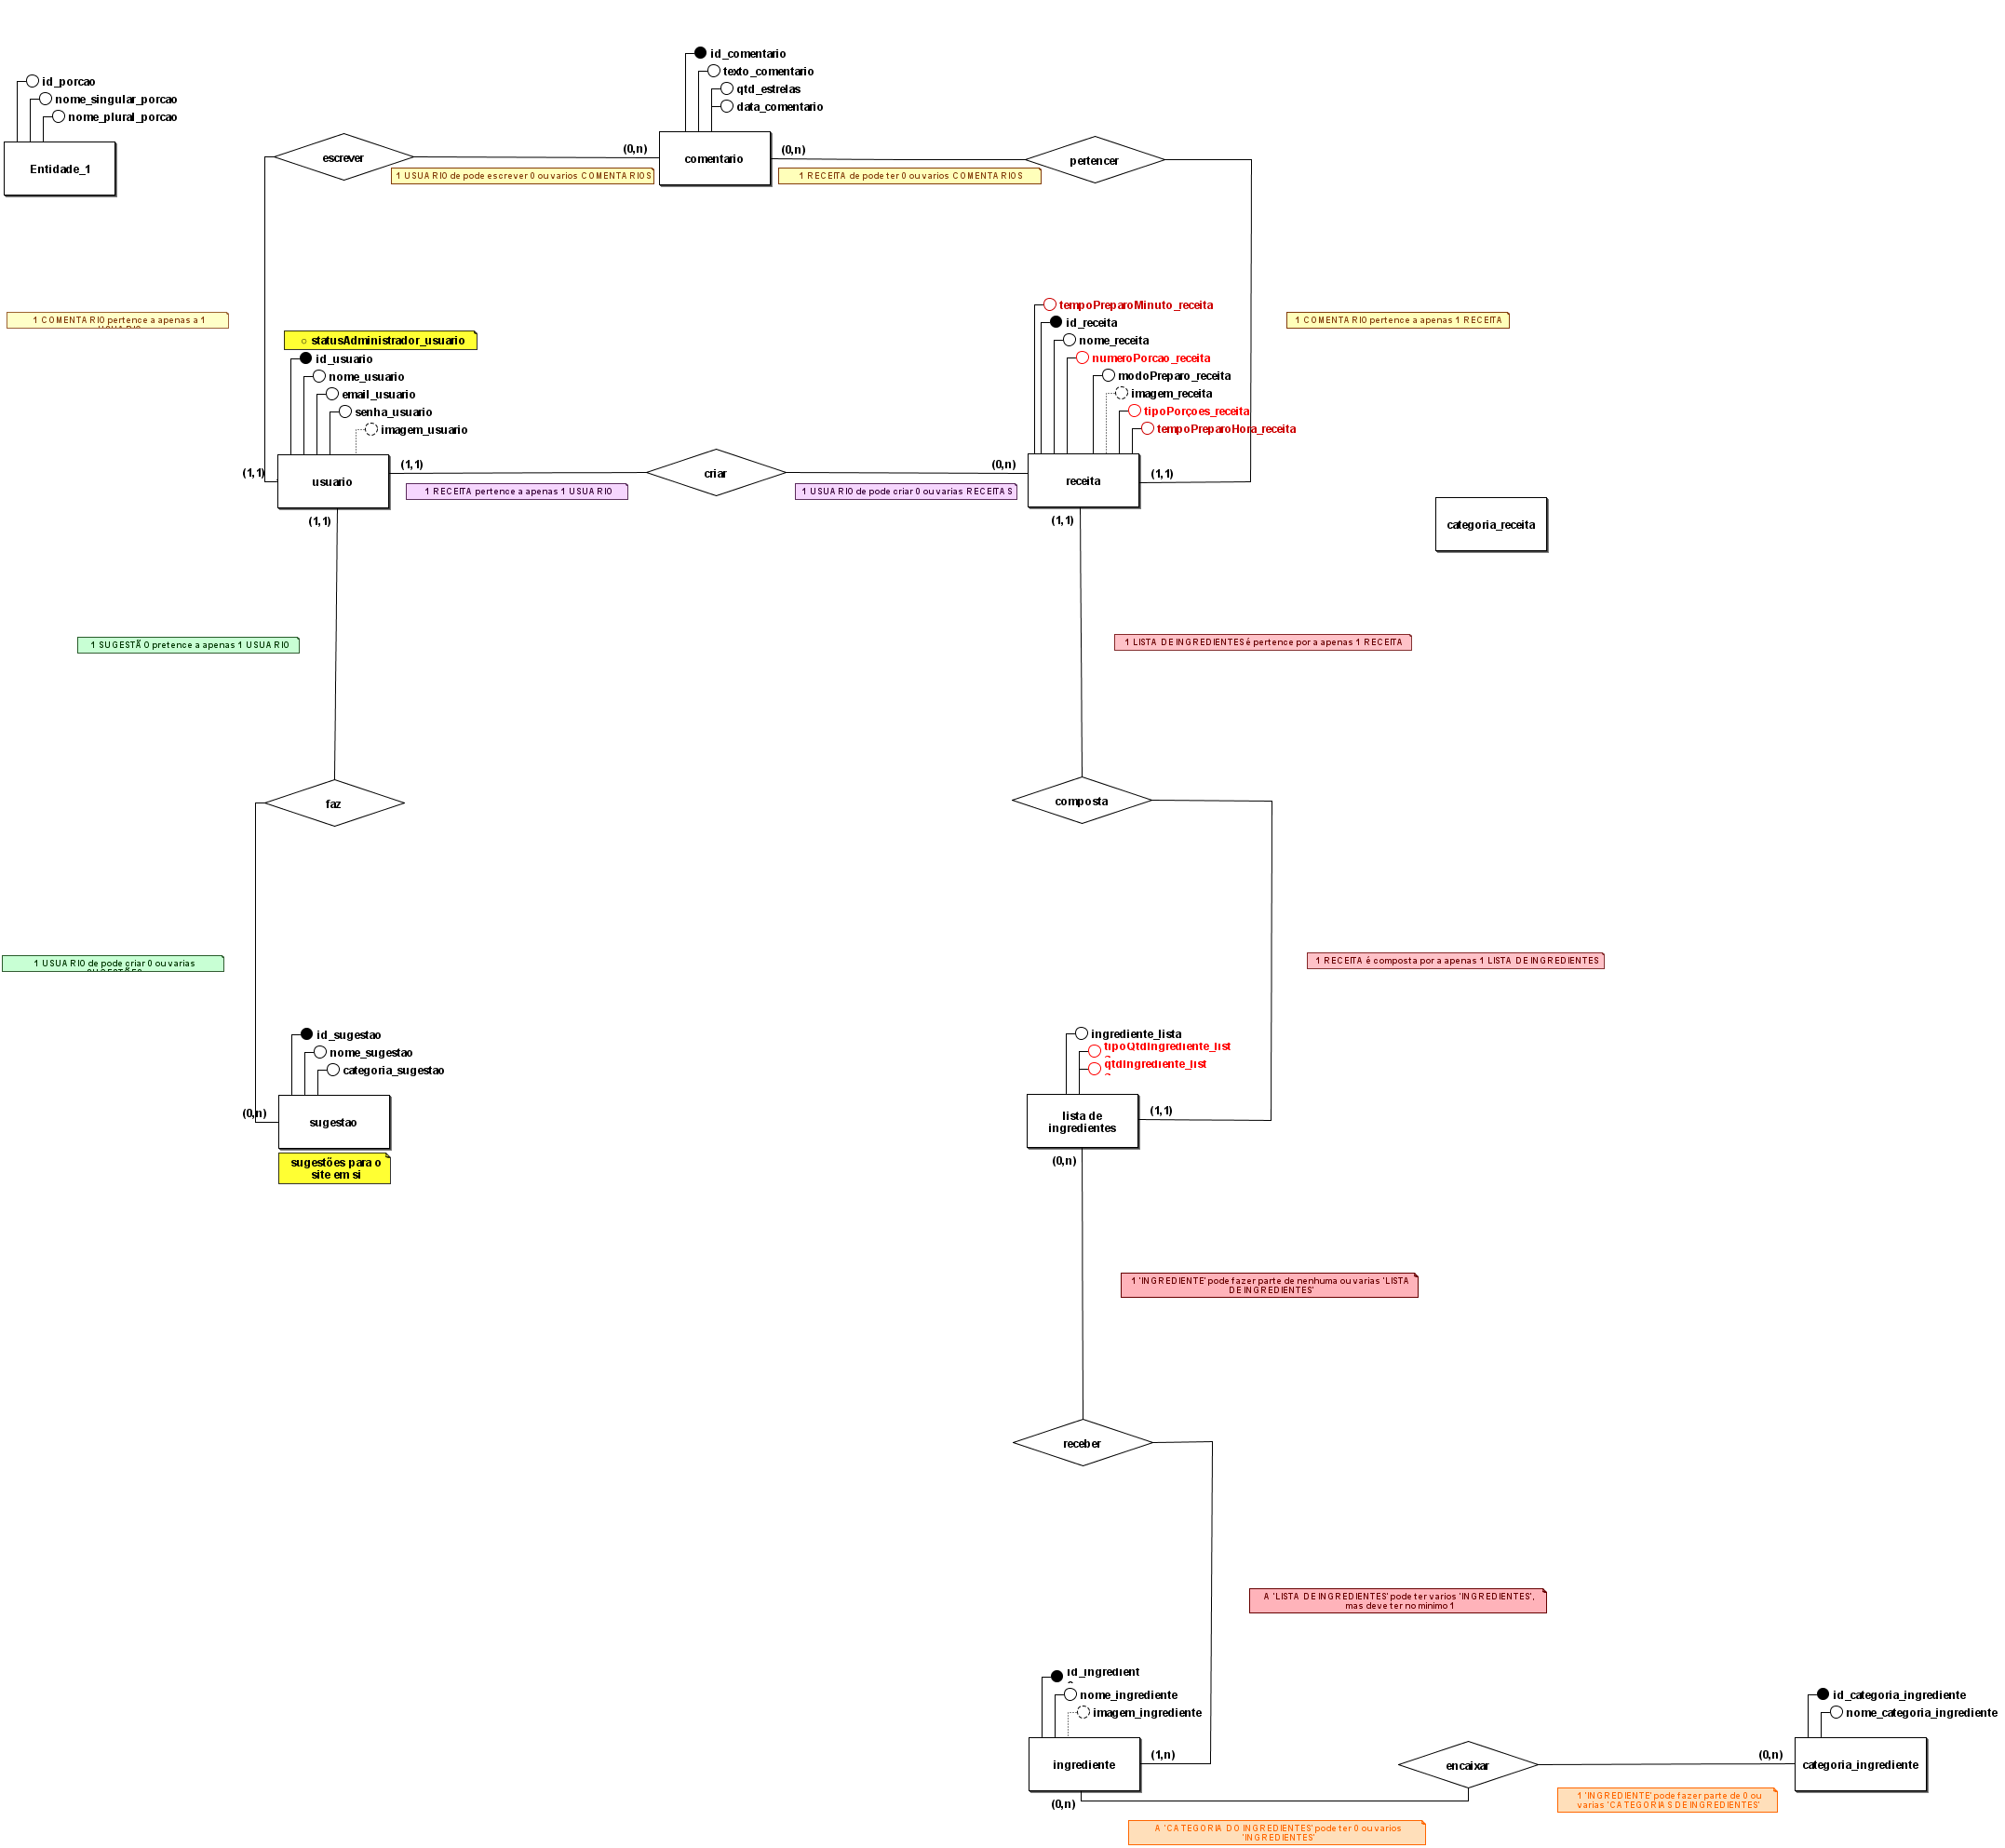 id_comentario
texto_comentario
qtd_estrelas
data_comentario
id_porcao
nome_singular_porcao
nome_plural_porcao
Entidade_1
escrever
(0,n)
comentario
(0,n)
pertencer
1 USUARIO de pode escrever 0 ou varios COMENTARIOS
1 RECEITA de pode ter 0 ou varios COMENTARIOS
1 COMENTARIO pertence a apenas a 1
USUARIO
1 COMENTARIO pertence a apenas 1 RECEITA
statusAdministrador_usuario
id_usuario
nome_usuario
email_usuario
senha_usuario
imagem_usuario
tempoPreparoMinuto_receita
id_receita
nome_receita
numeroPorcao_receita
modoPreparo_receita
imagem_receita
tipoPorçoes_receita
tempoPreparoHora_receita
(1,1)
usuario
(1,1)
criar
(0,n)
receita
(1,1)
1 RECEITA pertence a apenas 1 USUARIO
1 USUARIO de pode criar 0 ou varias RECEITAS
(1,1)
(1,1)
categoria_receita
1 SUGESTÃO pretence a apenas 1 USUARIO
1 LISTA DE INGREDIENTES é pertence por a apenas 1 RECEITA
faz
composta
1 USUARIO de pode criar 0 ou varias
SUGESTÕES
1 RECEITA é composta por a apenas 1 LISTA DE INGREDIENTES
id_sugestao
nome_sugestao
categoria_sugestao
ingrediente_lista
tipoQtdIngrediente_list
a
qtdIngrediente_list
a
(0,n)
sugestao
lista de
ingredientes
(1,1)
sugestões para o
site em si
(0,n)
1 'INGREDIENTE' pode fazer parte de nenhuma ou varias 'LISTA
DE INGREDIENTES'
receber
A 'LISTA DE INGREDIENTES' pode ter varios 'INGREDIENTES',
mas deve ter no minimo 1
id_ingredient
e
nome_ingrediente
imagem_ingrediente
id_categoria_ingrediente
nome_categoria_ingrediente
ingrediente
(1,n)
encaixar
(0,n)
categoria_ingrediente
(0,n)
1 'INGREDIENTE' pode fazer parte de 0 ou
varias 'CATEGORIAS DE INGREDIENTES'
A 'CATEGORIA DO INGREDIENTES' pode ter 0 ou varios
'INGREDIENTES'